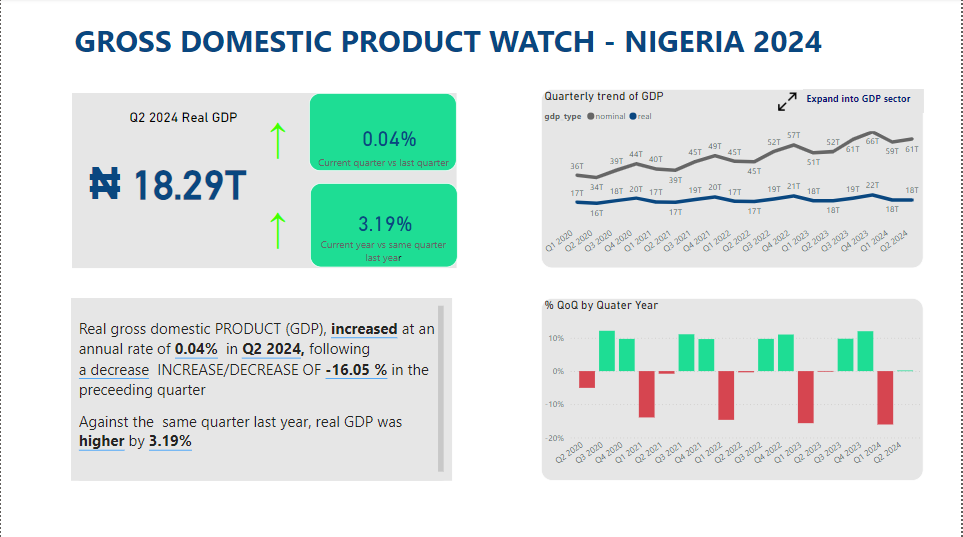 GROSS DOMESTIC PRODUCT WATCH - NIGERIA 2024
Q2 2024 Real GDP
₦ 18.29T
0.04%
Current quarter vs last quarter
3.19%
Current year vs same quarter
last year
Quarterly trend of GDP
Expand into GDP sector
gdp_type nominal real
36T 34T 39T 44T 40T 39T 45T 49T 45T 45T 52T 57T 51T 52T 61T 66T 59T 61T
17T 16T 18T 20T 17T 17T 19T 20T 17T 17T 19T 21T 18T 18T 19T 22T 18T 18T
Q1 2020 Q2 2020 Q3 2020 Q4 2020 Q1 2021 Q2 2021 Q3 2021 Q4 2021 Q1 2022 Q2 2022 Q3 2022 Q4 2022 Q1 2023 Q2 2023 Q3 2023 Q4 2023 Q1 2024 Q2 2024
Real gross domestic PRODUCT (GDP), increased at an
annual rate of 0.04% in Q2 2024, following
a decrease INCREASE/DECREASE OF -16.05 % in the
preceeding quarter
Against the same quarter last year, real GDP was
higher by 3.19%
% QoQ by Quater Year
10%
0%
-10%
-20%
Q2 2020 Q3 2020 Q4 2020 Q1 2021 Q2 2021 Q3 2021 Q4 2021 Q1 2022 Q2 2022 Q3 2022 Q4 2022 Q1 2023 Q2 2023 Q3 2023 Q4 2023 Q1 2024 Q2 2024